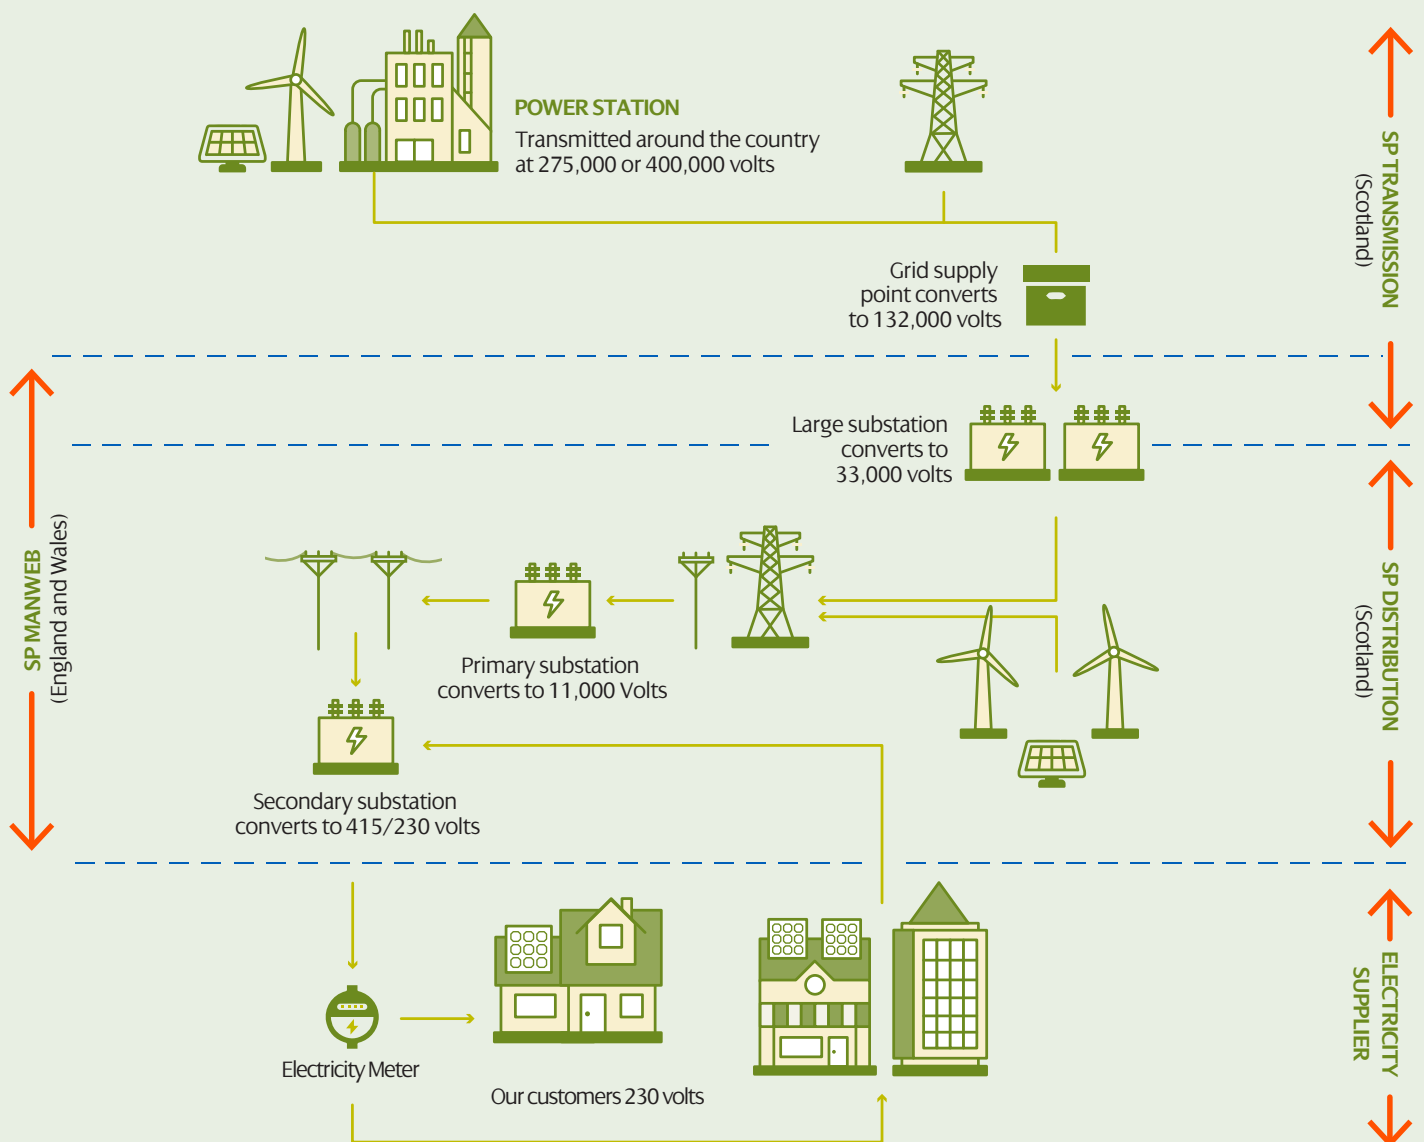 POWER STATION
Transmitted around the country
at 275,000 or 400,000 volts
SP TRANSMISSION
(Scotland)
Grid supply
point converts
to 132,000 volts
Large substation
converts to
33,000 volts
SP MANWEB
(England and Wales)
SP DISTRIBUTION
(Scotland)
Primary substation
converts to 11,000 Volts
Secondary substation
converts to 415/230 volts
ELECTRICITY
SUPPLIER
Electricity Meter
Our customers 230 volts